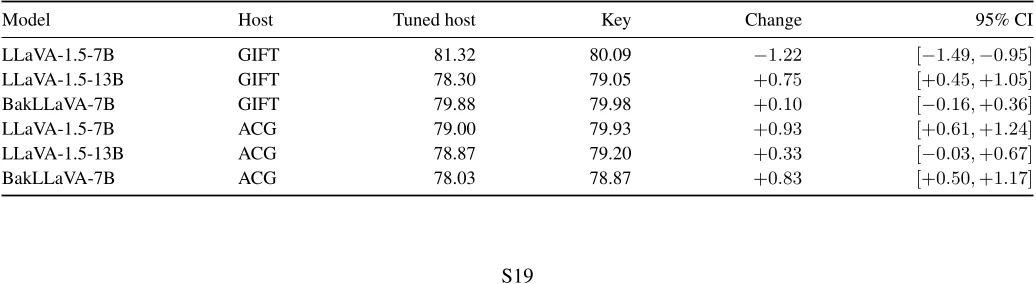 Model Host Tuned host Key Change 95% CI
LLaVA-1.5-7B GIFT 81.32 80.09 −1.22 [−1.49, −0.95]
LLaVA-1.5-13B GIFT 78.30 79.05 +0.75 [+0.45, +1.05]
BakLLaVA-7B GIFT 79.88 79.98 +0.10 [−0.16, +0.36]
LLaVA-1.5-7B ACG 79.00 79.93 +0.93 [+0.61, +1.24]
LLaVA-1.5-13B ACG 78.87 79.20 +0.33 [−0.03, +0.67]
BakLLaVA-7B ACG 78.03 78.87 +0.83 [+0.50, +1.17]
S19